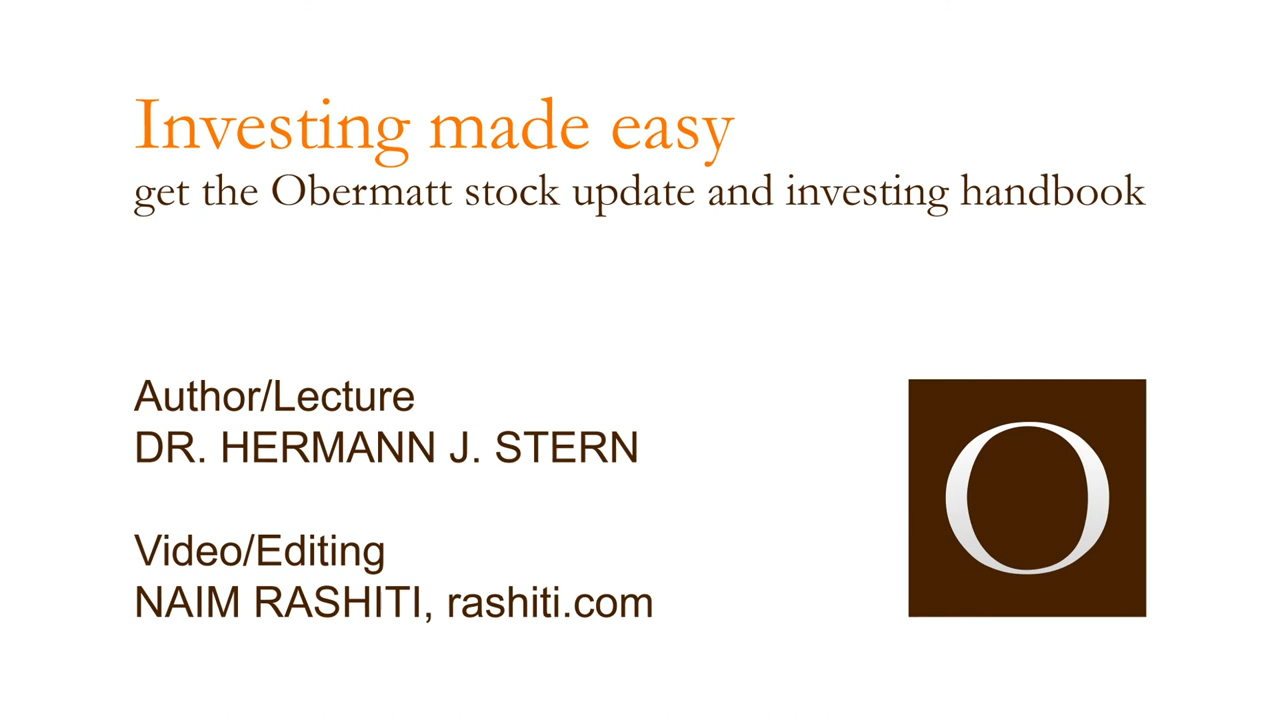 Investing made easy
get the Obermatt stock update and investing handbook
Author/Lecture
DR. HERMANN J. STERN
Video/Editing
NAIM RASHITI, rashiti.com
O